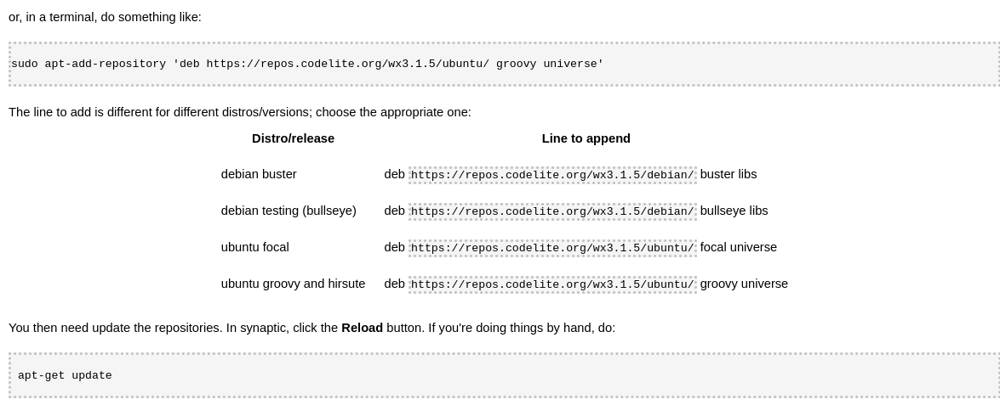 or, in a terminal, do something like:
sudo apt-add-repository 'deb https://repos.codelite.org/wx3.1.5/ubuntu/ groovy universe'
The line to add is different for different distros/versions; choose the appropriate one:
Distro/release Line to append
debian buster deb https://repos.codelite.org/wx3.1.5/debian/ buster libs
debian testing (bullseye) deb https://repos.codelite.org/wx3.1.5/debian/ bullseye libs
ubuntu focal deb https://repos.codelite.org/wx3.1.5/ubuntu/ focal universe
ubuntu groovy and hirsute deb https://repos.codelite.org/wx3.1.5/ubuntu/ groovy universe
You then need update the repositories. In synaptic, click the Reload button. If you're doing things by hand, do:
apt-get update